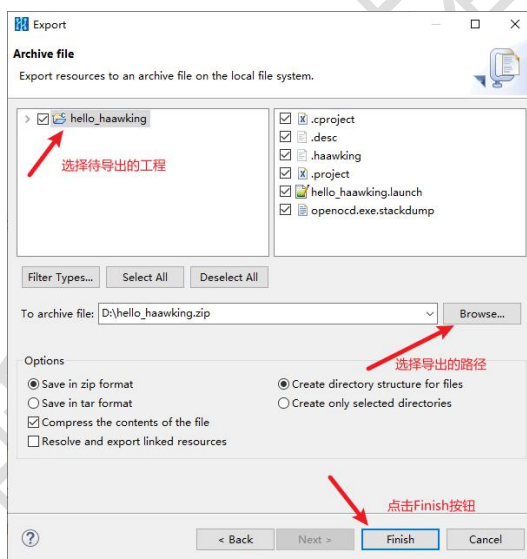 Export
Archive file
Export resources to an archive file on the local file system.
hello_haawking
选择待导出的工程
.cproject
.desc
.haawking
.project
hello_haawking.launch
openocd.exe.stackdump
Filter Types... Select All Deselect All
To archive file: D:\hello_haawking.zip Browse...
选择导出的路径
Options
Save in zip format Create directory structure for files
Save in tar format Create only selected directories
Compress the contents of the file
Resolve and export linked resources
点击Finish按钮
? < Back Next > Finish Cancel